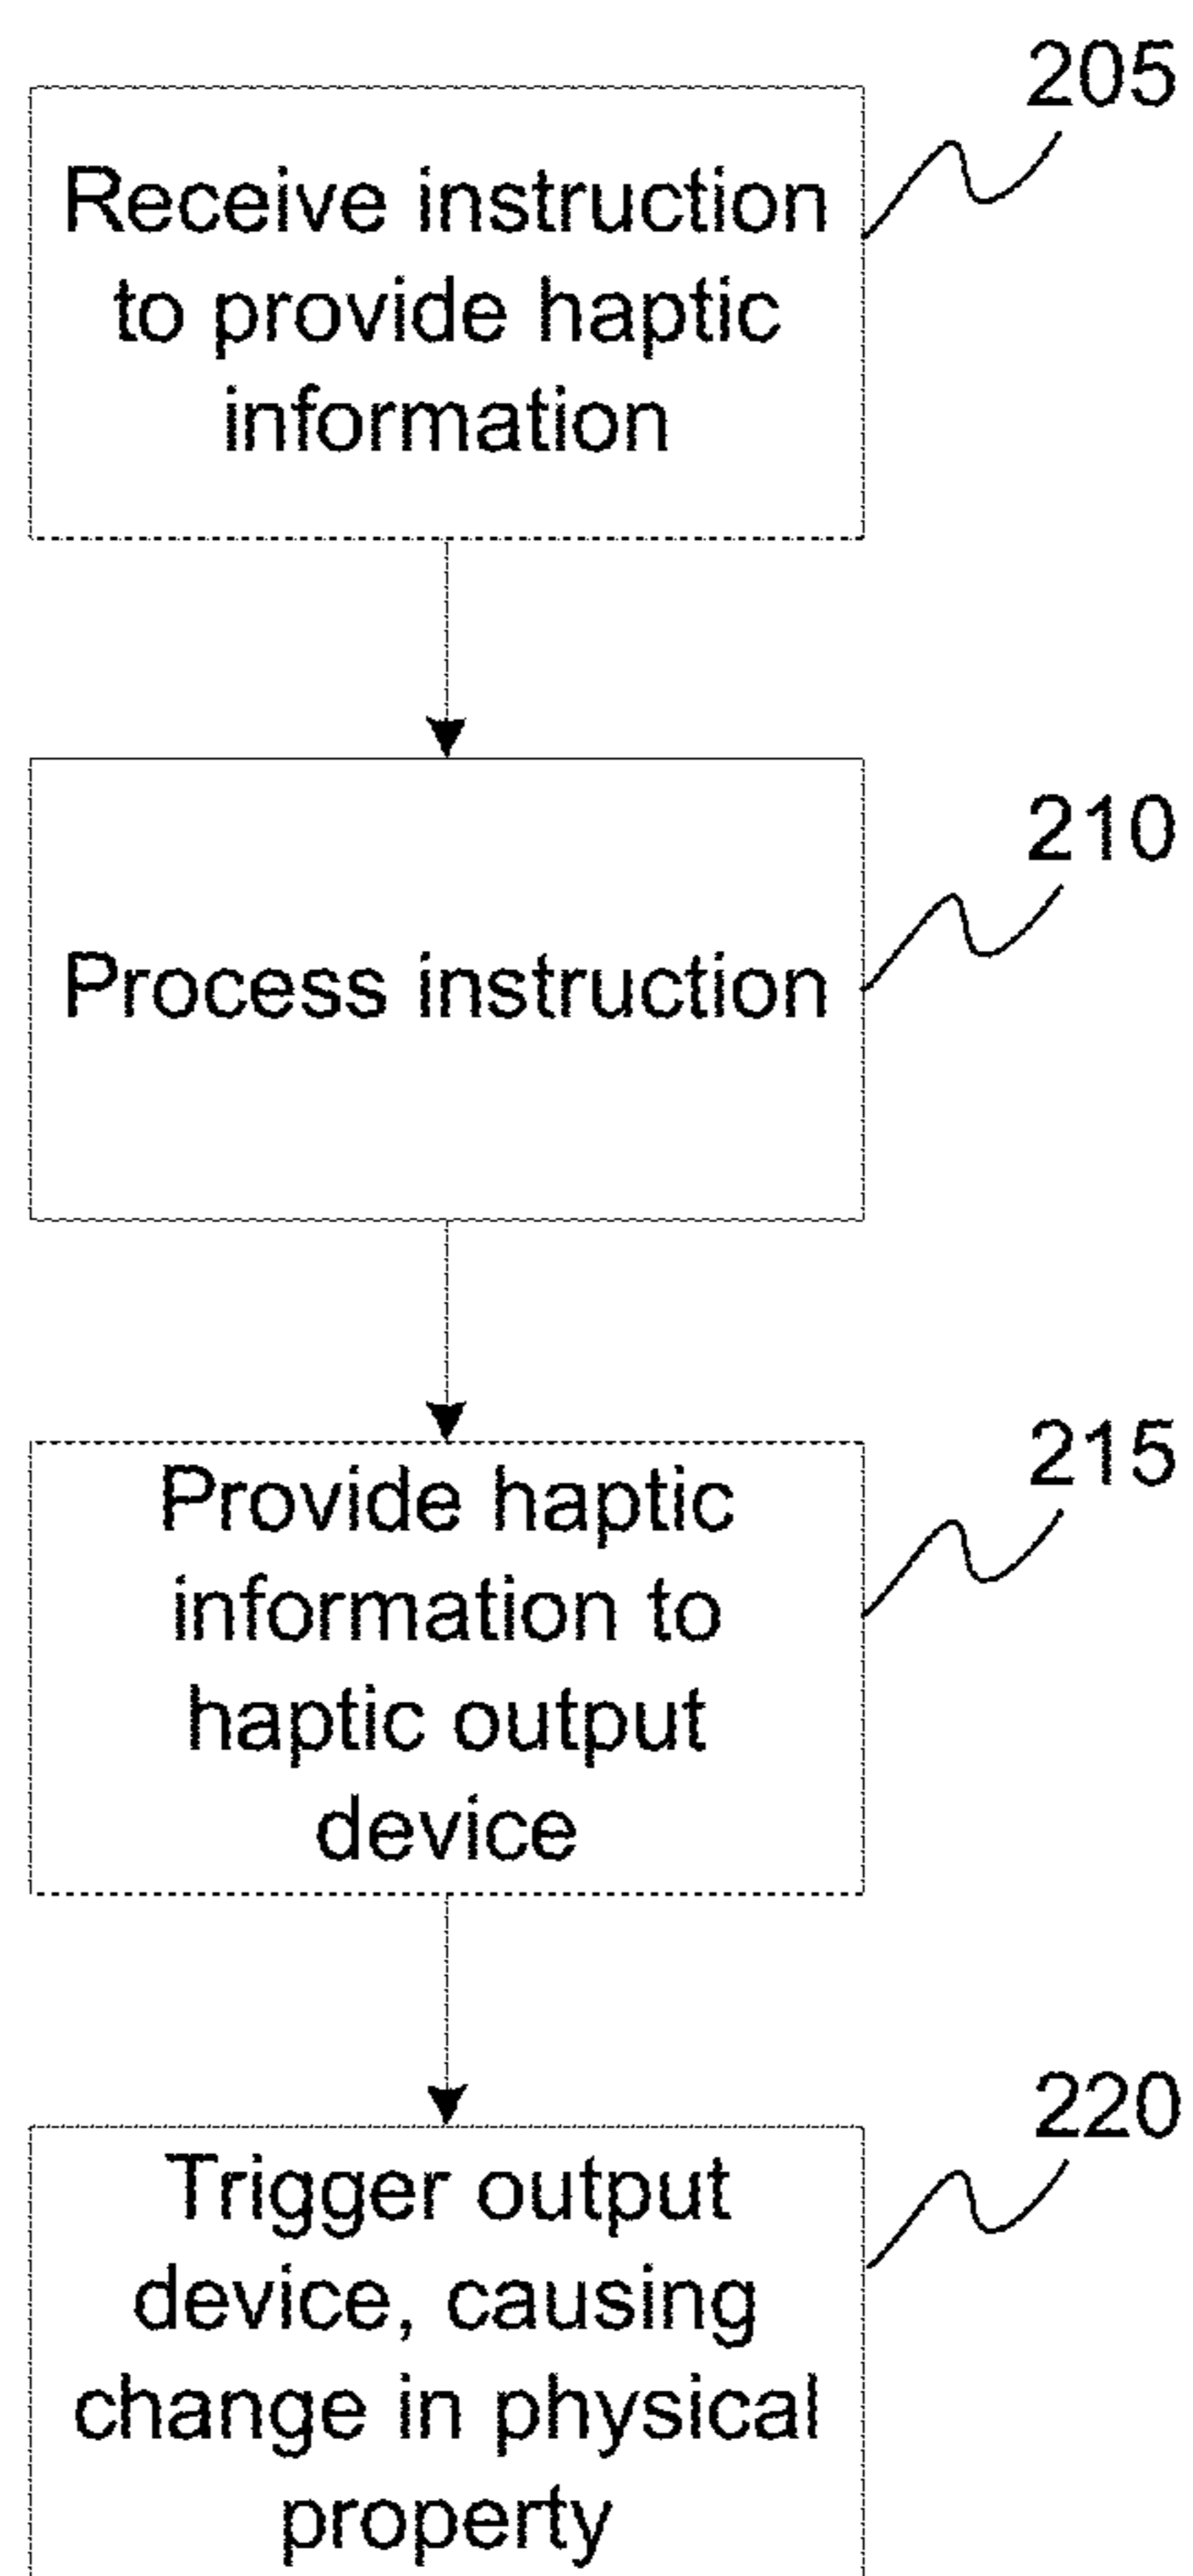 205
Receive instruction
to provide haptic
information
210
Process instruction
215
Provide haptic
information to
haptic output
device
220
Trigger output
device, causing
change in physical
property